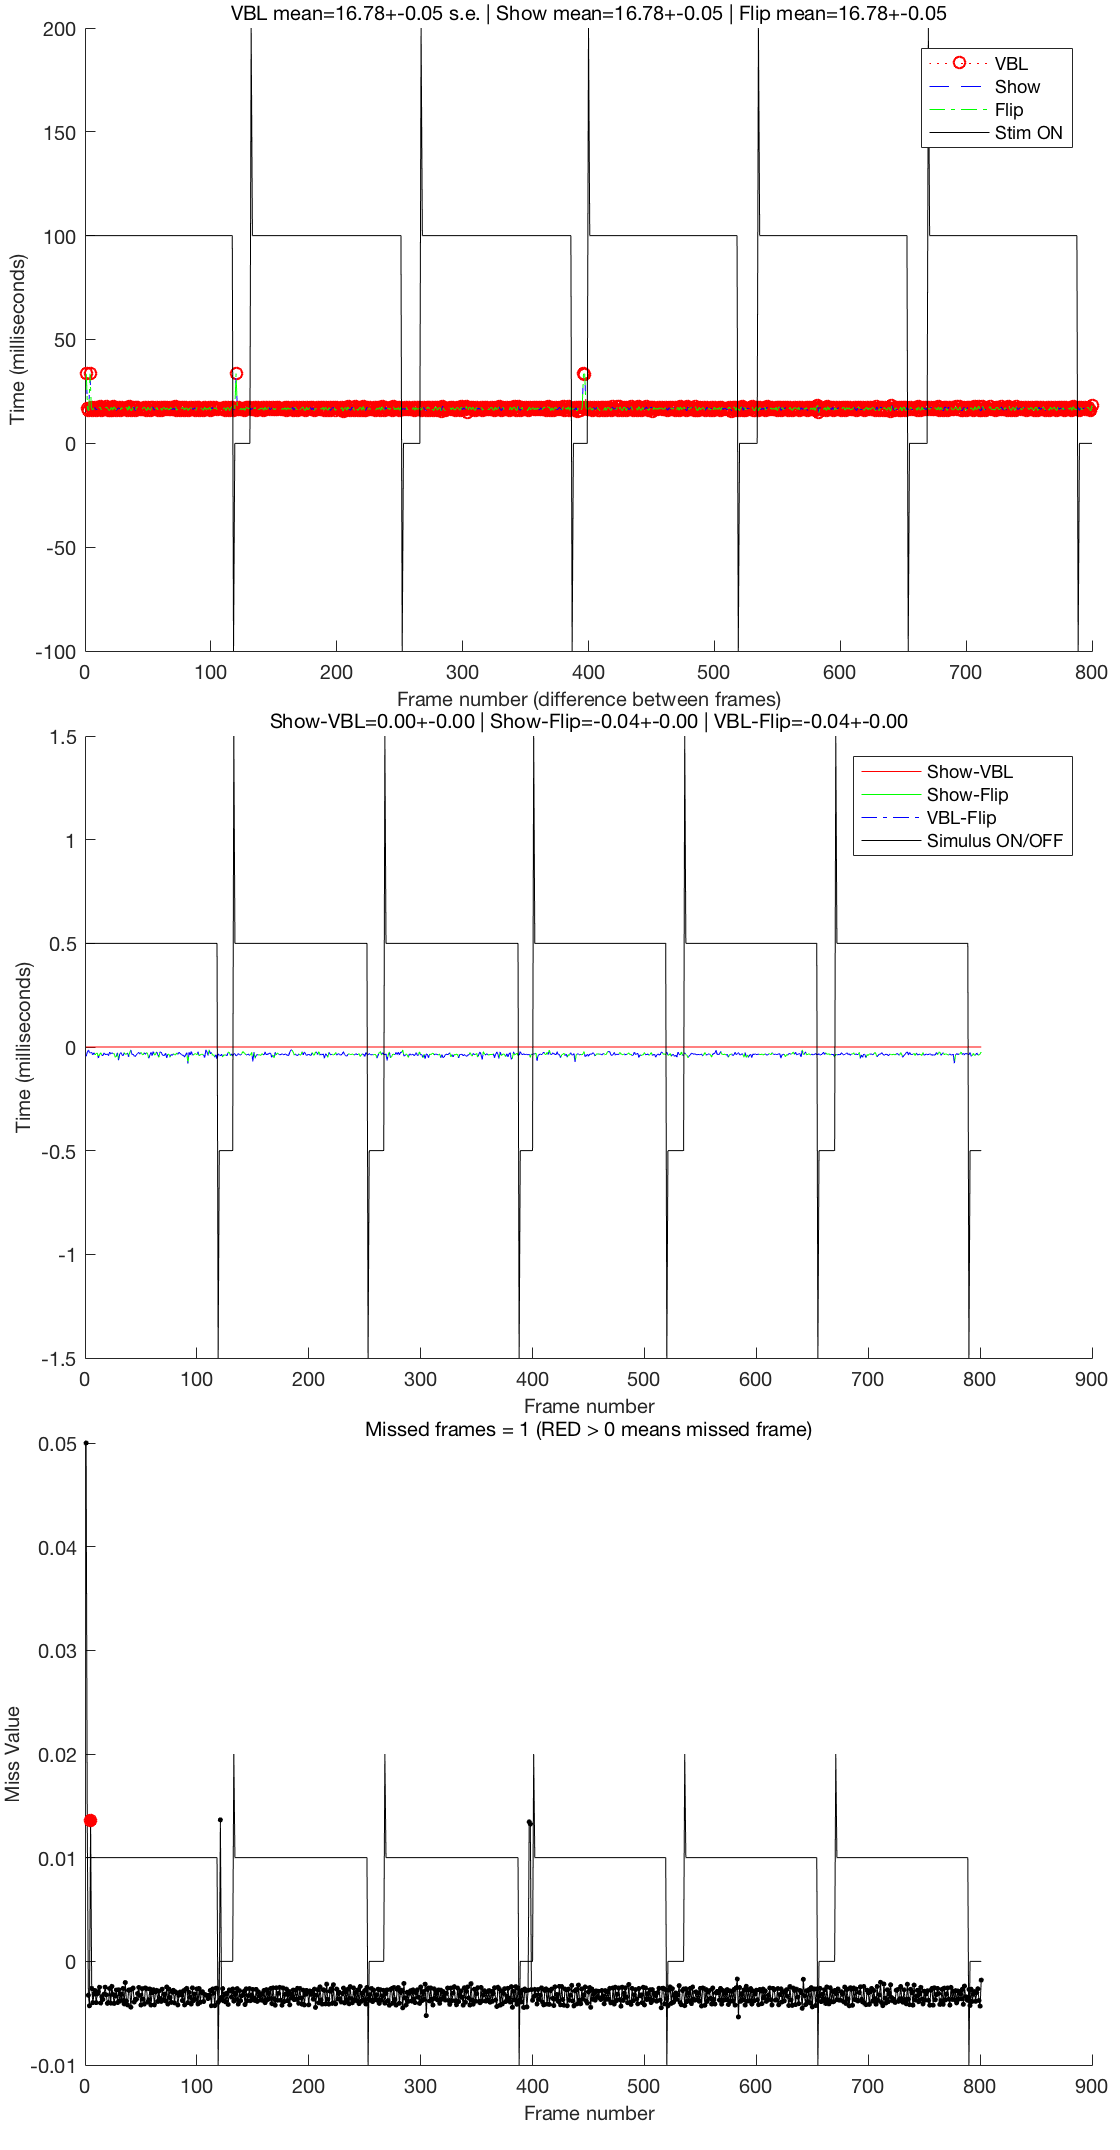 VBL mean=16.78+-0.05 s.e. | Show mean=16.78+-0.05 | Flip mean=16.78+-0.05
200
150
100
50
0
-50
-100
Time (milliseconds)
VBL
Show
Flip
Stim ON
0 100 200 300 400 500 600 700 800
Frame number (difference between frames)
Show-VBL=0.00+-0.00 | Show-Flip=-0.04+-0.00 | VBL-Flip=-0.04+-0.00
1.5
1
0.5
0
-0.5
-1
-1.5
Time (milliseconds)
Show-VBL
Show-Flip
VBL-Flip
Simulus ON/OFF
0 100 200 300 400 500 600 700 800 900
Frame number
Missed frames = 1 (RED > 0 means missed frame)
0.05
0.04
0.03
0.02
0.01
0
-0.01
Miss Value
0 100 200 300 400 500 600 700 800 900
Frame number